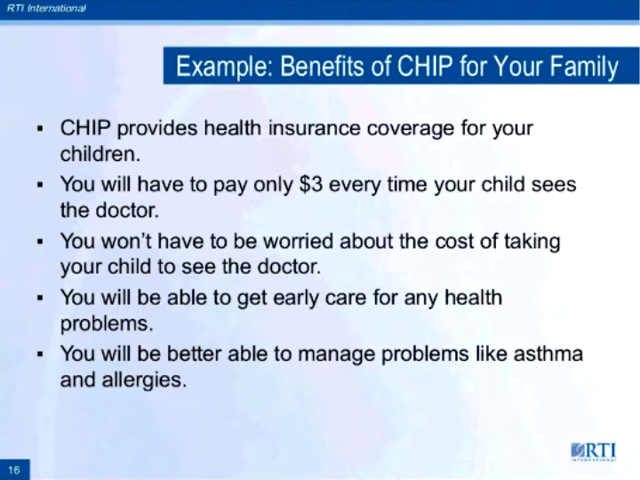 RTI International
Example: Benefits of CHIP for Your Family
▪ CHIP provides health insurance coverage for your
children.
▪ You will have to pay only $3 every time your child sees
the doctor.
▪ You won't have to be worried about the cost of taking
your child to see the doctor.
▪ You will be able to get early care for any health
problems.
▪ You will be better able to manage problems like asthma
and allergies.
RTI
INTERNATIONAL
16